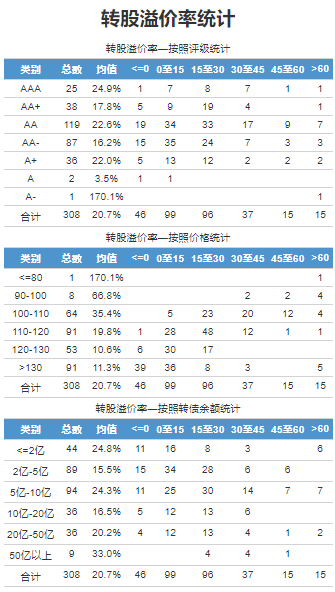 转股溢价率统计
转股溢价率—按照评级统计
类别 总数 均值 <=0 0至15 15至30 30至45 45至60 >60
AAA 25 24.9% 1 7 8 7 1 1
AA+ 38 17.8% 5 9 19 4 1
AA 119 22.6% 19 34 33 17 9 7
AA- 87 16.2% 15 35 24 7 3 3
A+ 36 22.0% 5 13 12 2 2 2
A 2 3.5% 1 1
A- 1 170.1% 1
合计 308 20.7% 46 99 96 37 15 15
转股溢价率—按照价格统计
类别 总数 均值 <=0 0至15 15至30 30至45 45至60 >60
<=80 1 170.1% 1
90-100 8 66.8% 2 2 4
100-110 64 35.4% 5 23 20 12 4
110-120 91 19.8% 1 28 48 12 1 1
120-130 53 10.6% 6 30 17
>130 91 11.3% 39 36 8 3 5
合计 308 20.7% 46 99 96 37 15 15
转股溢价率—按照转债余额统计
类别 总数 均值 <=0 0至15 15至30 30至45 45至60 >60
<=2亿 44 24.8% 11 16 8 3 6
2亿-5亿 89 15.5% 15 34 28 6 6
5亿-10亿 94 24.3% 11 25 30 14 7 7
10亿-20亿 36 16.5% 5 12 13 6
20亿-50亿 36 20.2% 4 12 13 4 1 2
50亿以上 9 33.0% 4 4 1
合计 308 20.7% 46 99 96 37 15 15